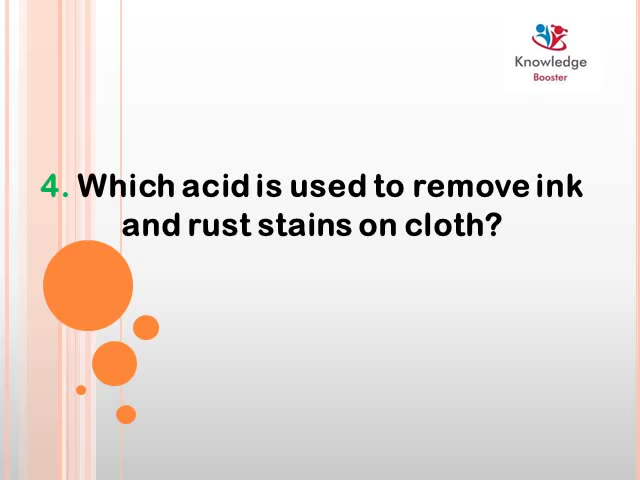 Knowledge
Booster
4. Which acid is used to remove ink
and rust stains on cloth?